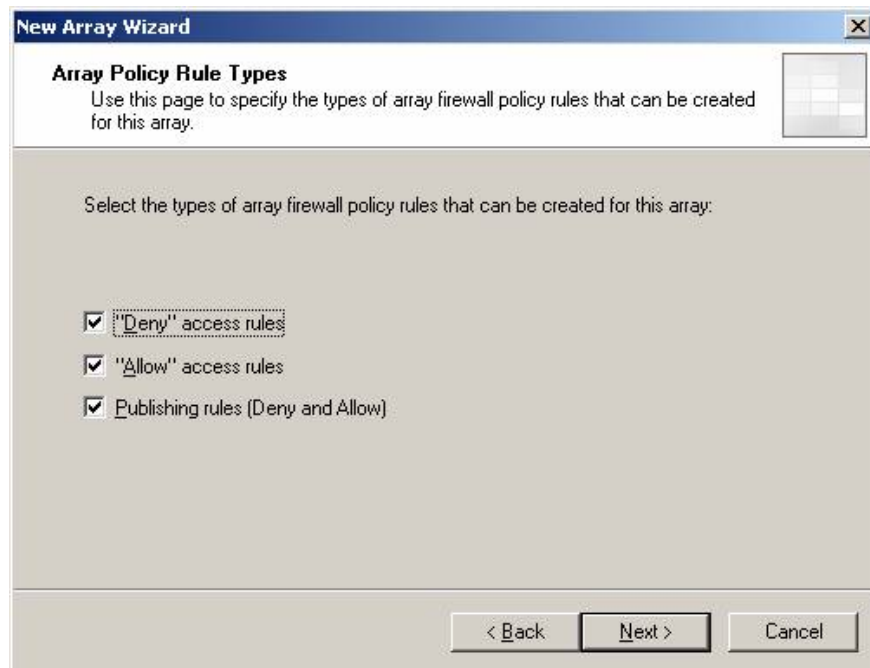 New Array Wizard
Array Policy Rule Types
Use this page to specify the types of array firewall policy rules that can be created
for this array.
Select the types of array firewall policy rules that can be created for this array:
"Deny" access rules
"Allow" access rules
Publishing rules (Deny and Allow)
< Back Next > Cancel